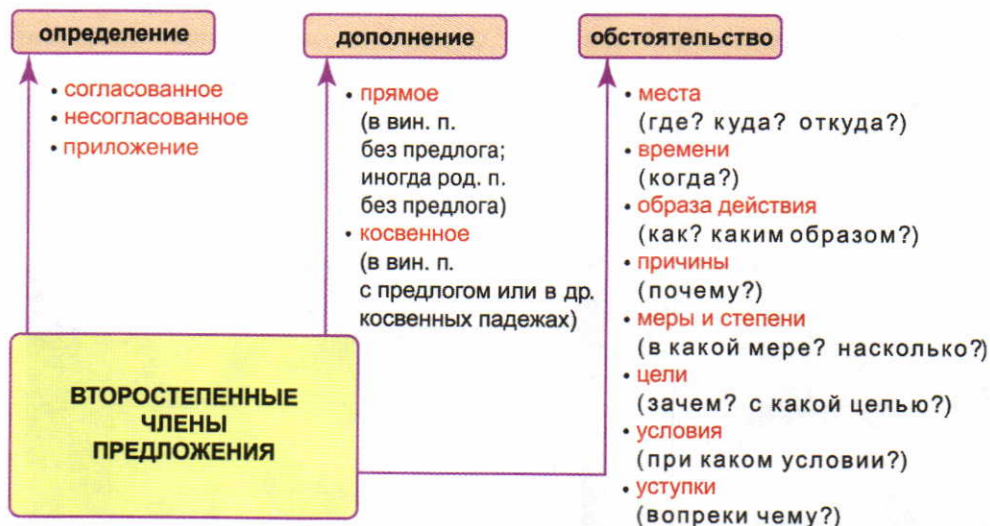 определение
• согласованное
• несогласованное
• приложение
дополнение
• прямое
(в вин. п.
без предлога;
иногда род. п.
без предлога)
• косвенное
(в вин. п.
с предлогом или в др.
косвенных падежах)
обстоятельство
• места
(где? куда? откуда?)
• времени
(когда?)
• образа действия
(как? каким образом?)
• причины
(почему?)
• меры и степени
(в какой мере? насколько?)
• цели
(зачем? с какой целью?)
• условия
(при каком условии?)
• уступки
(вопреки чему?)
ВТОРОСТЕПЕННЫЕ
ЧЛЕНЫ
ПРЕДЛОЖЕНИЯ